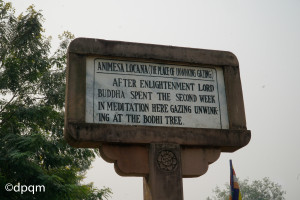 ANIMESA LOCANA (THE PLACE OF UNWINKING GAZING)
AFTER ENLIGHTENMENT LORD
BUDDHA SPENT THE SECOND WEEK
IN MEDITATION HERE GAZING UNWINK
ING AT THE BODHI TREE.
©dpqm